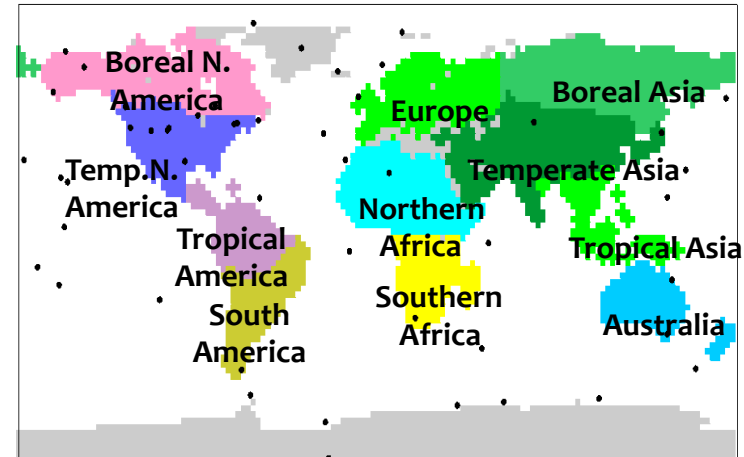 Boreal N.
America
Europe
Boreal Asia
Temp.N.
America
Temperate Asia
Northern
Africa
Tropical
America
Tropical Asia
Southern
Africa
South
America
Australia